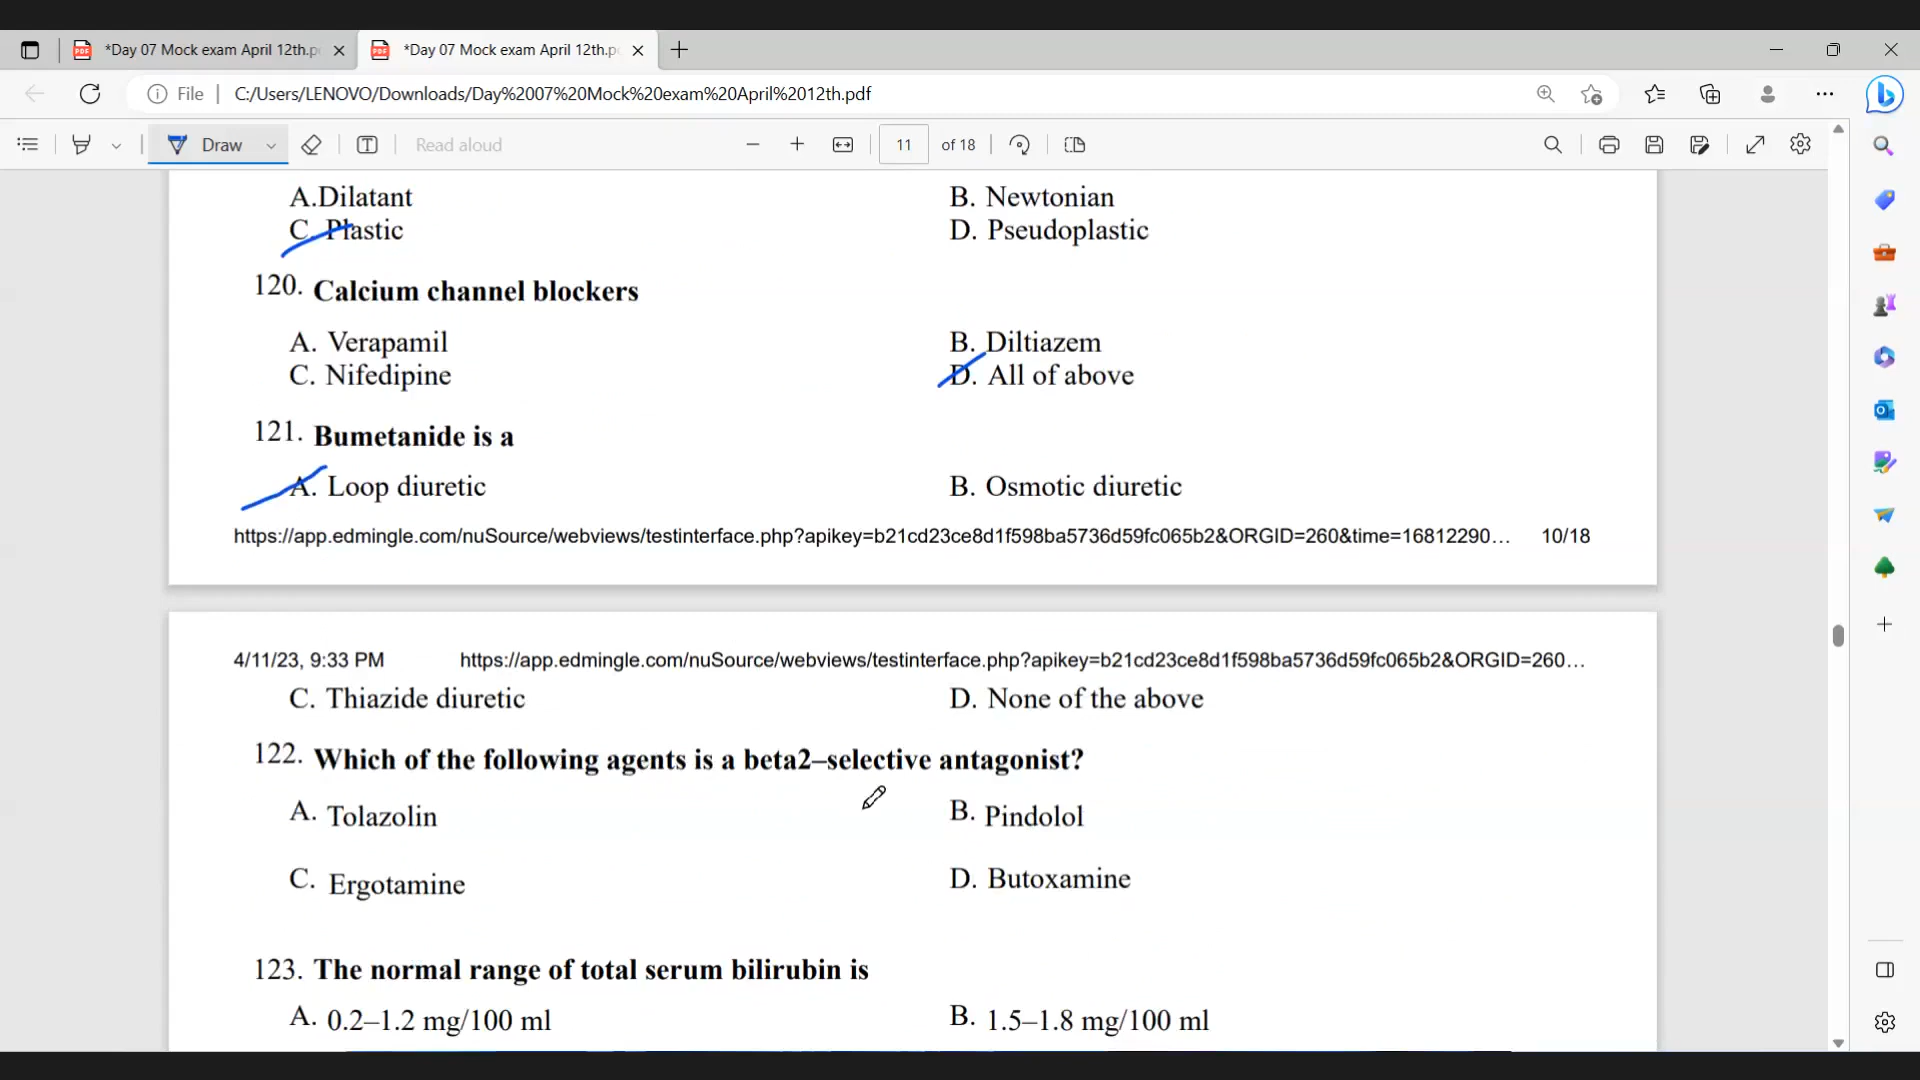 *Day 07 Mock exam April 12th.p
*Day 07 Mock exam April 12th.p
File
C:/Users/LENOVO/Downloads/Day%2007%20Mock%20exam%20April%2012th.pdf
Draw
Read aloud
11 of 18
A.Dilatant
B. Newtonian
C. Plastic
D. Pseudoplastic
120. Calcium channel blockers
A. Verapamil
B. Diltiazem
C. Nifedipine
D. All of above
121. Bumetanide is a
A. Loop diuretic
B. Osmotic diuretic
https://app.edmingle.com/nuSource/webviews/testinterface.php?apikey=b21cd23ce8d1f598ba5736d59fc065b2&ORGID=260&time=16812290... 10/18
4/11/23, 9:33 PM
https://app.edmingle.com/nuSource/webviews/testinterface.php?apikey=b21cd23ce8d1f598ba5736d59fc065b2&ORGID=260...
C. Thiazide diuretic
D. None of the above
122. Which of the following agents is a beta2–selective antagonist?
A. Tolazolin
B. Pindolol
C. Ergotamine
D. Butoxamine
123. The normal range of total serum bilirubin is
A. 0.2–1.2 mg/100 ml
B. 1.5–1.8 mg/100 ml